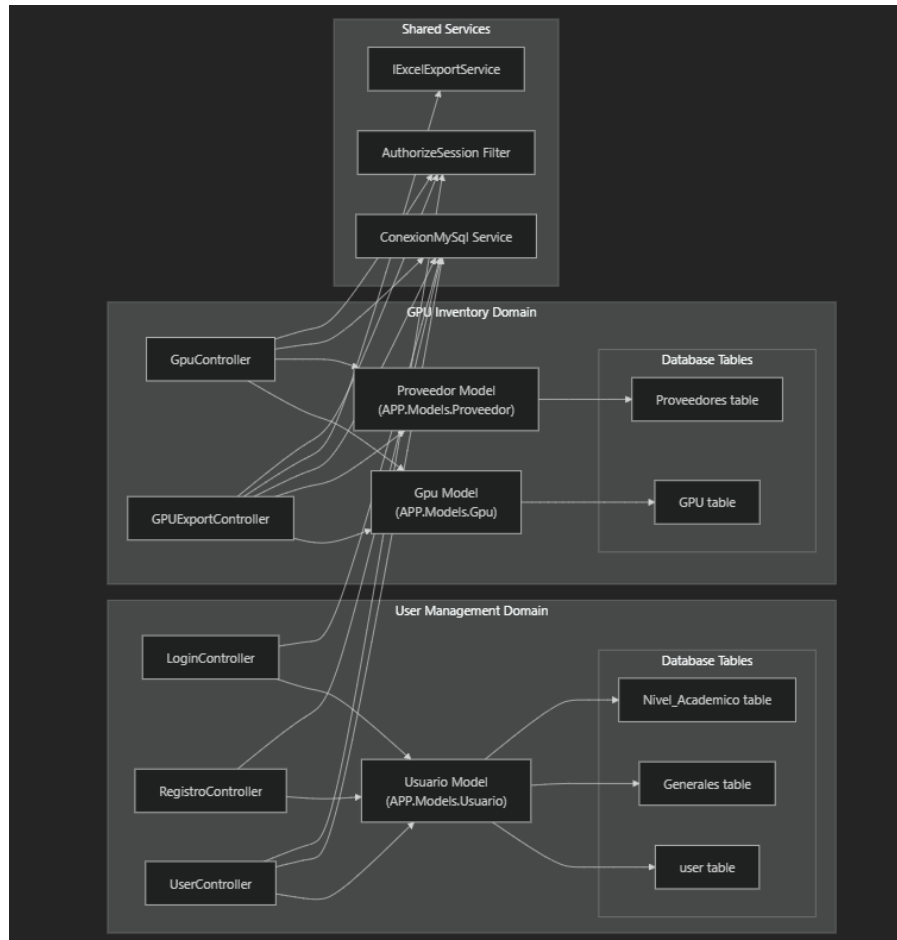 Shared Services
IExcelExportService
AuthorizeSession Filter
ConexionMySql Service
GPU Inventory Domain
GpuController
Proveedor Model
(APP.Models.Proveedor)
Database Tables
Proveedores table
GPUExportController
Gpu Model
(APP.Models.Gpu)
GPU table
User Management Domain
LoginController
Database Tables
Nivel_Academico table
RegistroController
Usuario Model
(APP.Models.Usuario)
Generales table
UserController
user table